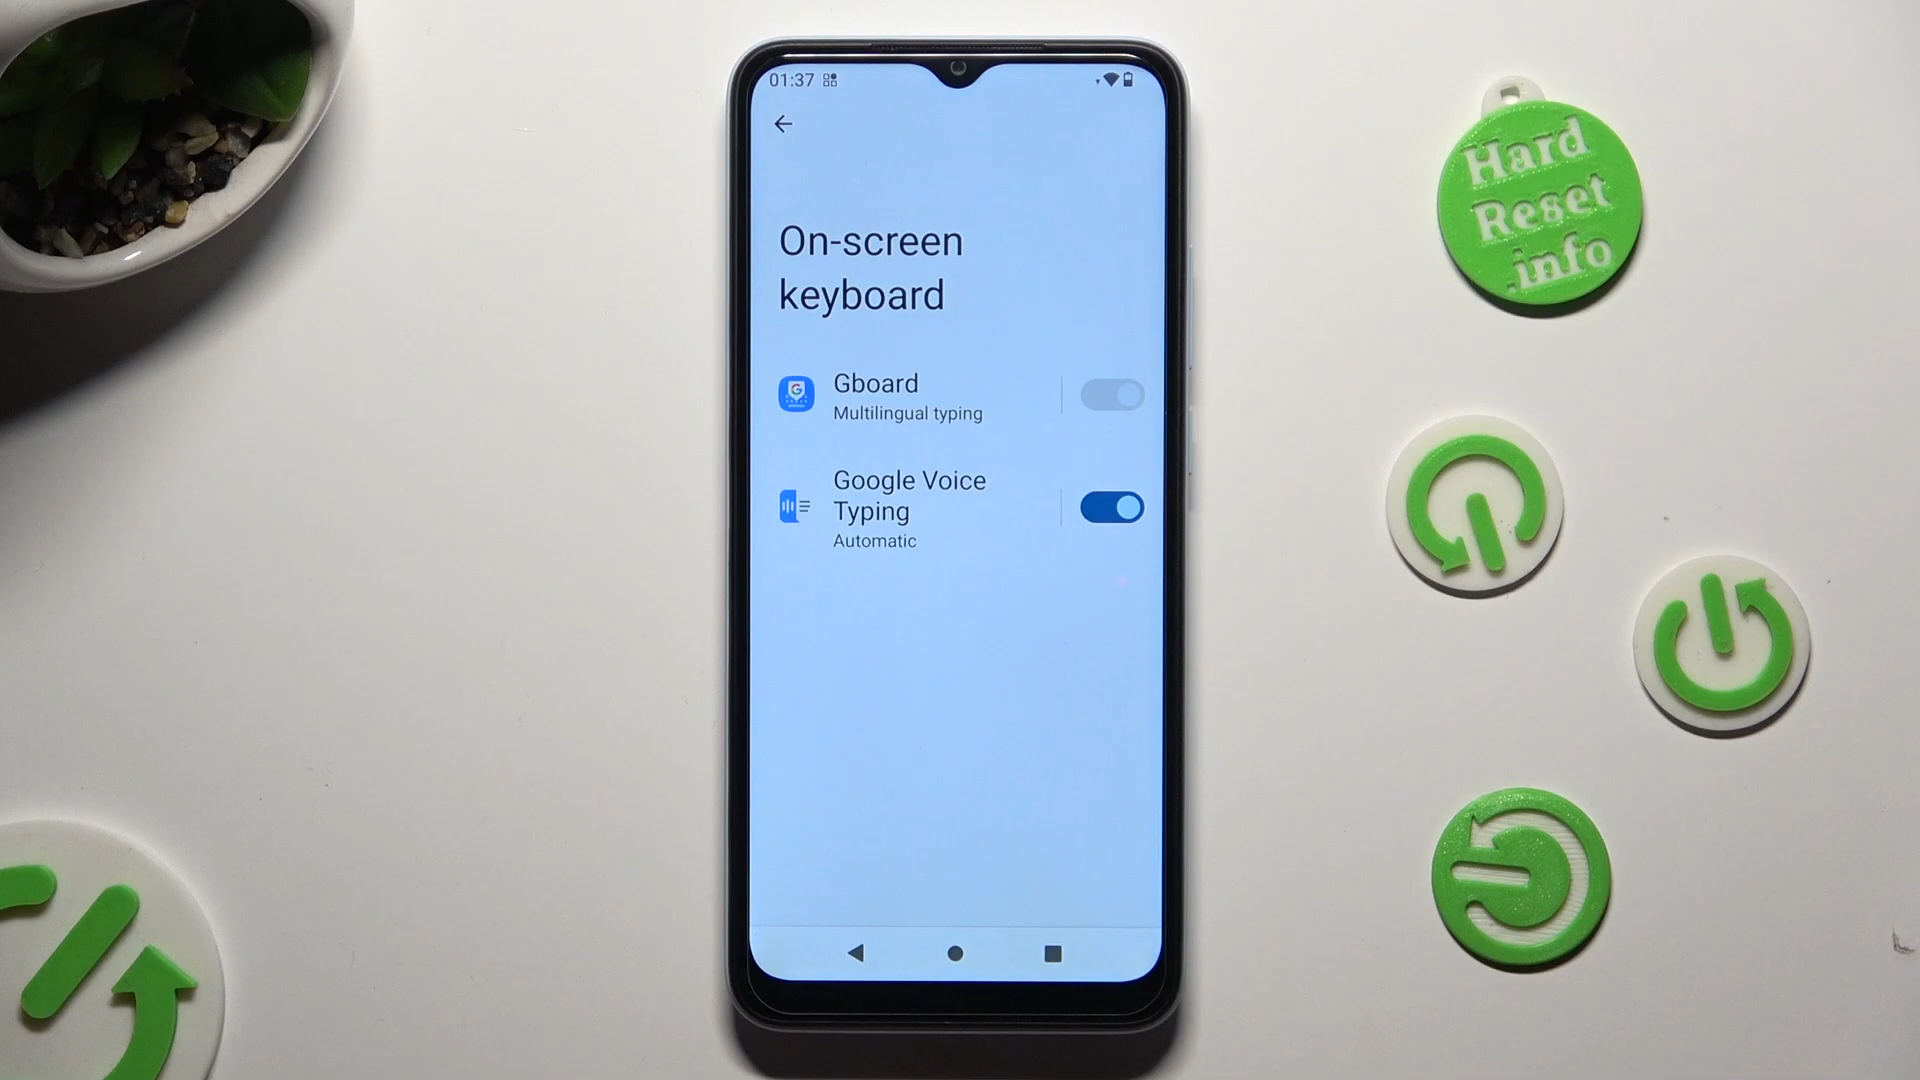 01:37
On-screen
keyboard
Gboard
Multilingual typing
Google Voice
Typing
Automatic
Hard
Reset
.info